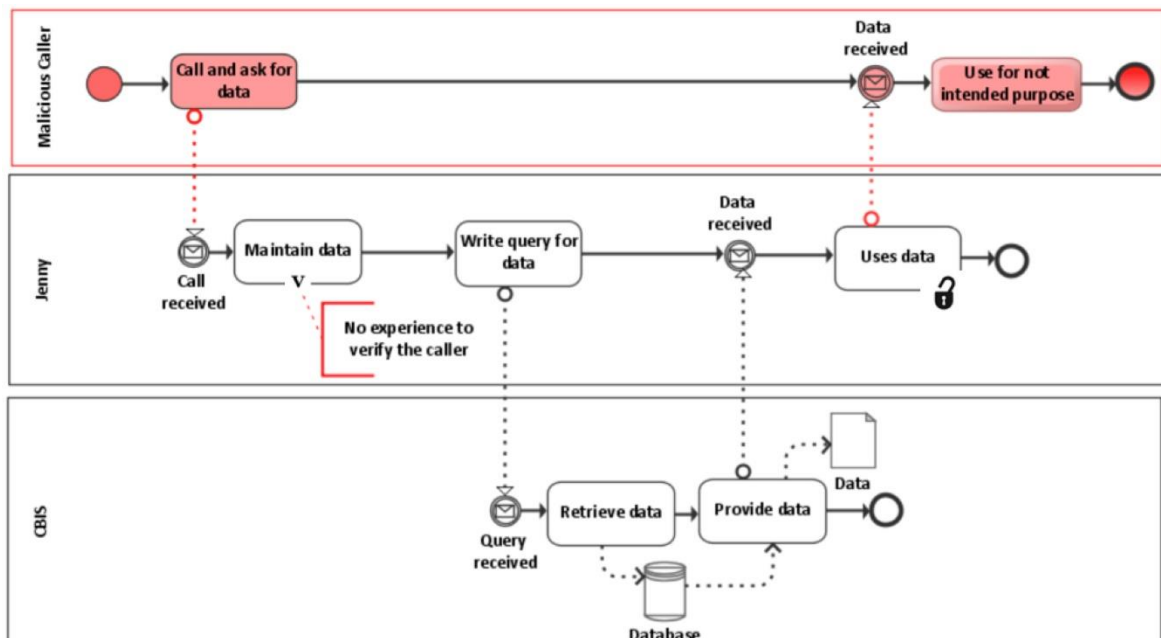 Malicious Caller
Call and ask for
data
Data
received
Use for not
intended purpose
Jenny
Call
received
Maintain data
V
No experience to
verify the caller
Write query for
data
Data
received
Uses data
CBIS
Query
received
Retrieve data
Provide data
Data
Database